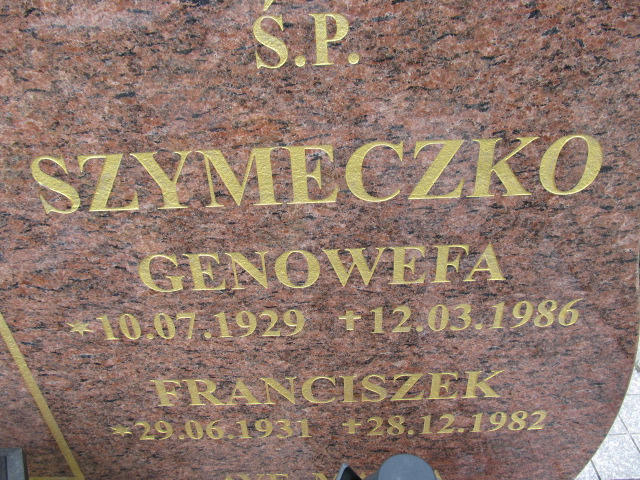 Ś.P.
SZYMECZKO
GENOWEFA
*10.07.1929 ✝12.03.1986
FRANCISZEK
*29.06.1931 ✝28.12.1982